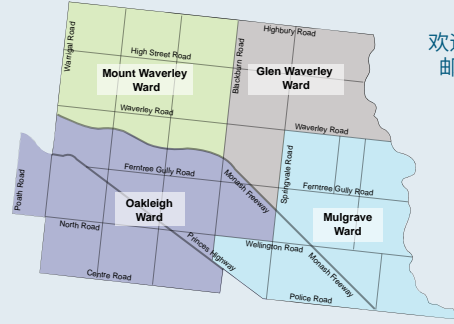 Highbury Road
欢
邮
Warrigal Road
High Street Road
Blackburn Road
Mount Waverley
Ward
Glen Waverley
Ward
Waverley Road
Waverley Road
Ferntree Gully Road
Monash Freeway
Springvale Road
Ferntree Gully Road
Poath Road
Oakleigh
Ward
Mulgrave
Ward
North Road
Princes Highway
Wellington Road
Monash Freeway
Centre Road
Police Road